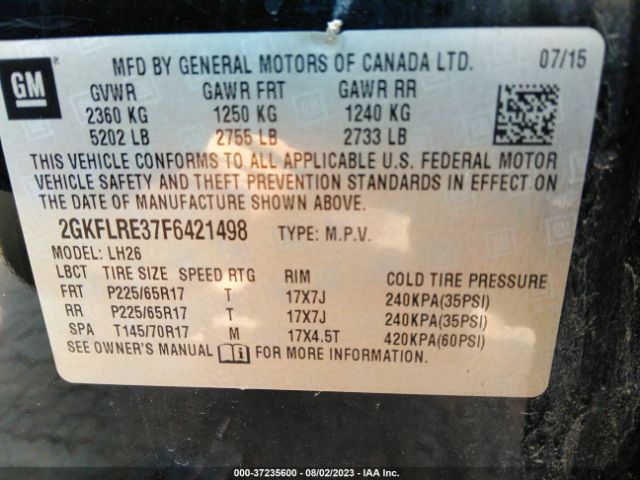 GM
®
MFD BY GENERAL MOTORS OF CANADA LTD. 07/15
GVWR GAWR FRT GAWR RR
2360 KG 1250 KG 1240 KG
5202 LB 2755 LB 2733 LB
THIS VEHICLE CONFORMS TO ALL APPLICABLE U.S. FEDERAL MOTOR
VEHICLE SAFETY AND THEFT PREVENTION STANDARDS IN EFFECT ON
THE DATE OF MANUFACTURE SHOWN ABOVE.
2GKFLRE37F6421498 TYPE: M.P.V.
MODEL: LH26
LBCT TIRE SIZE SPEED RTG RIM COLD TIRE PRESSURE
FRT P225/65R17 T 17X7J 240KPA(35PSI)
RR P225/65R17 T 17X7J 240KPA(35PSI)
SPA T145/70R17 M 17X4.5T 420KPA(60PSI)
SEE OWNER'S MANUAL FOR MORE INFORMATION.
000-37235600 - 08/02/2023 - IAA Inc.